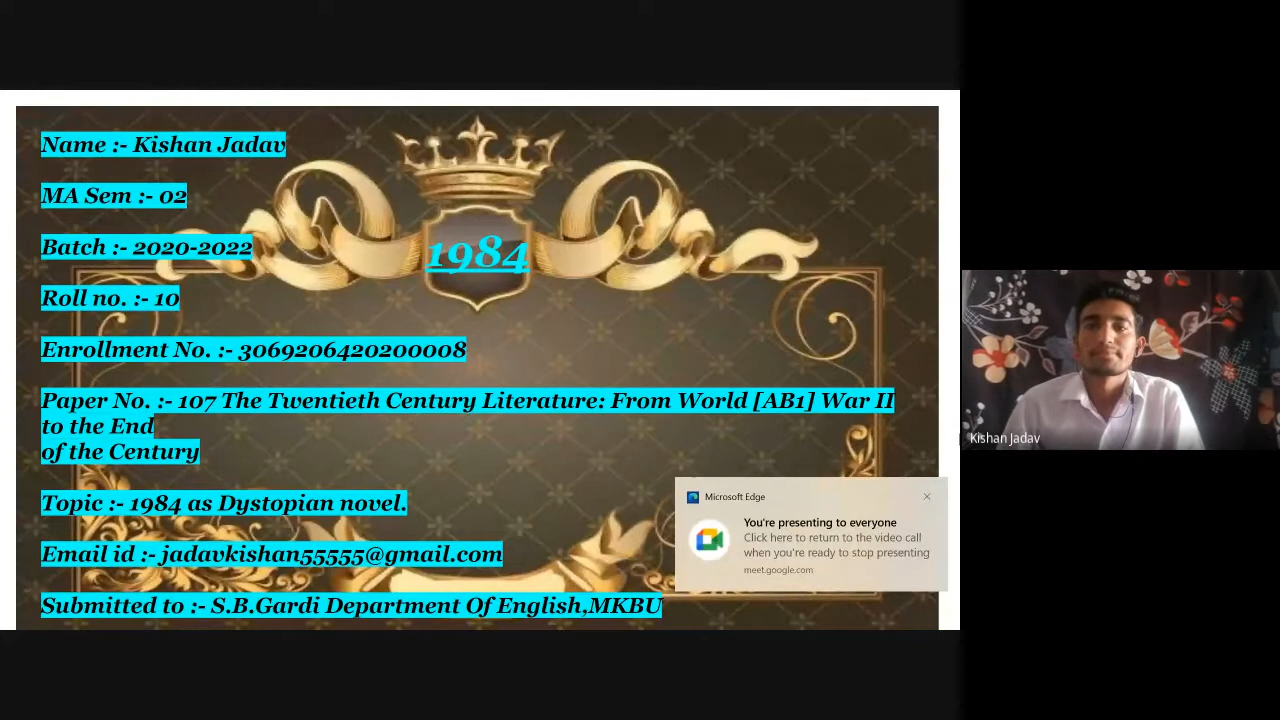 Name :- Kishan Jadav
MA Sem :- 02
Batch :- 2020-2022
1984
Roll no. :- 10
Enrollment No. :- 3069206420200008
Paper No. :- 107 The Twentieth Century Literature: From World [AB1] War II
to the End
of the Century
Topic :- 1984 as Dystopian novel.
Email id :- jadavkishan55555@gmail.com
Submitted to :- S.B.Gardi Department Of English,MKBU
Microsoft Edge
You're presenting to everyone
Click here to return to the video call
when you're ready to stop presenting
meet.google.com
Kishan Jadav